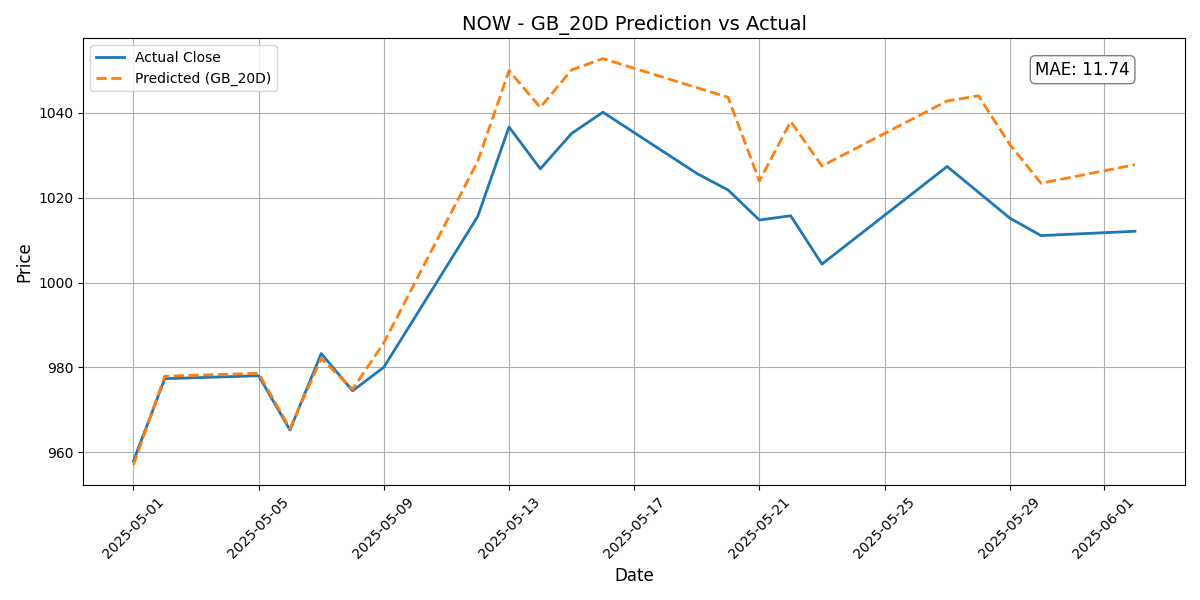 NOW - GB_20D Prediction vs Actual
Actual Close
Predicted (GB_20D)
MAE: 11.74
Price
1040
1020
1000
980
960
2025-05-01
2025-05-05
2025-05-09
2025-05-13
2025-05-17
2025-05-21
2025-05-25
2025-05-29
2025-06-01
Date